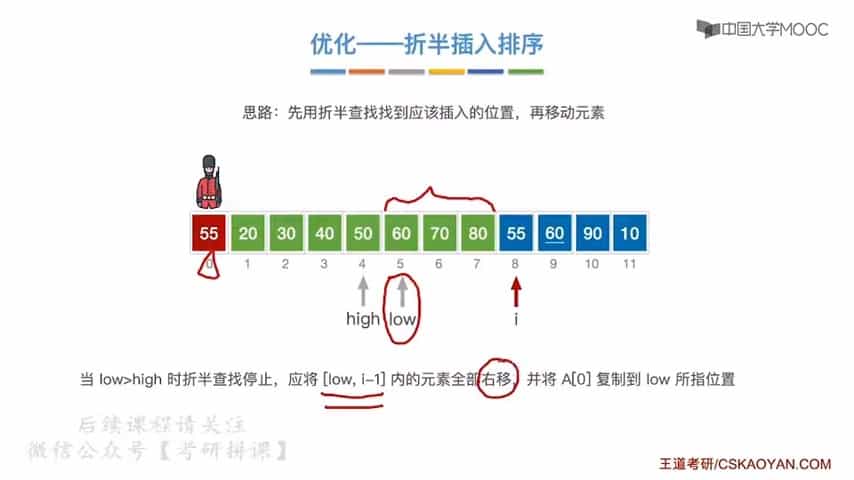 优化——折半插入排序
中国大学MOOC
思路：先用折半查找找到应该插入的位置，再移动元素
55 20 30 40 50 60 70 80 55 60 90 10
0 1 2 3 4 5 6 7 8 9 10 11
high low i
当 low>high 时折半查找停止，应将 [low, i-1] 内的元素全部右移，并将 A[0] 复制到 low 所指位置
后续课程请关注
微信公众号【考研拼课】
王道考研/CSKAOYAN.COM